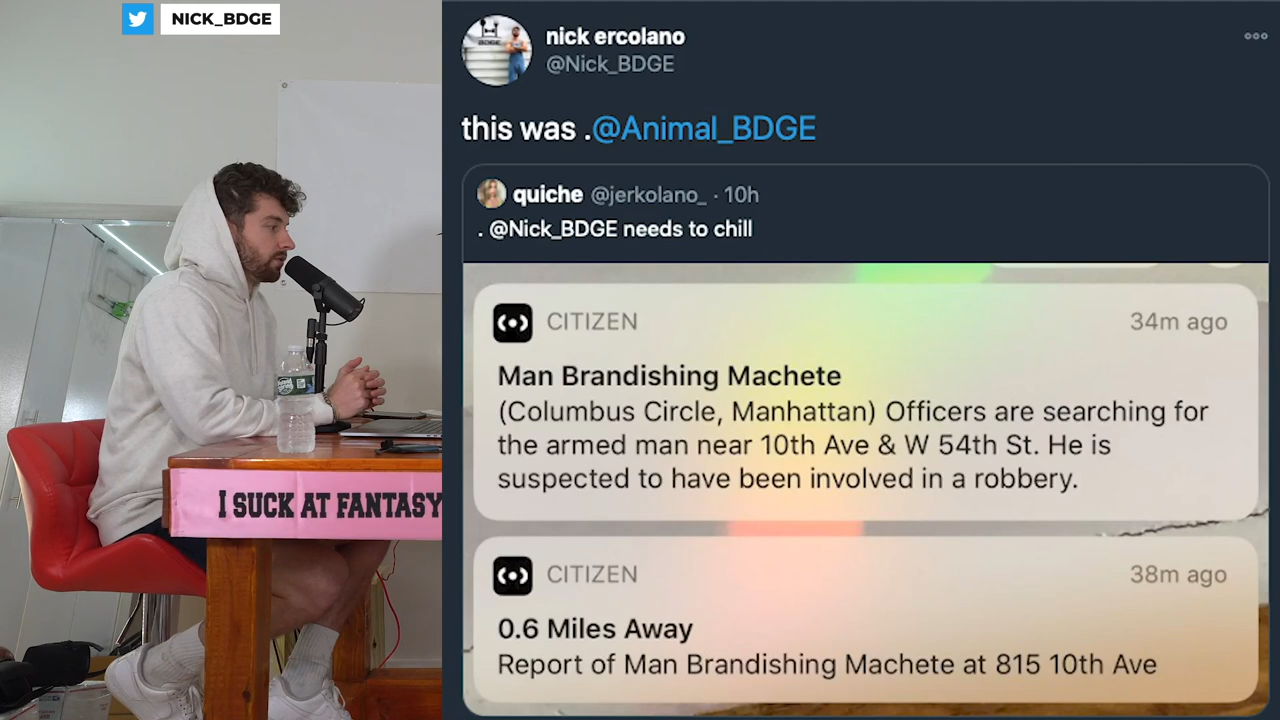 NICK_BDGE
I SUCK AT FANTASY
nick ercolano
@Nick_BDGE
this was .@Animal_BDGE
quiche @jerkolano_ · 10h
. @Nick_BDGE needs to chill
CITIZEN 34m ago
Man Brandishing Machete
(Columbus Circle, Manhattan) Officers are searching for
the armed man near 10th Ave & W 54th St. He is
suspected to have been involved in a robbery.
CITIZEN 38m ago
0.6 Miles Away
Report of Man Brandishing Machete at 815 10th Ave